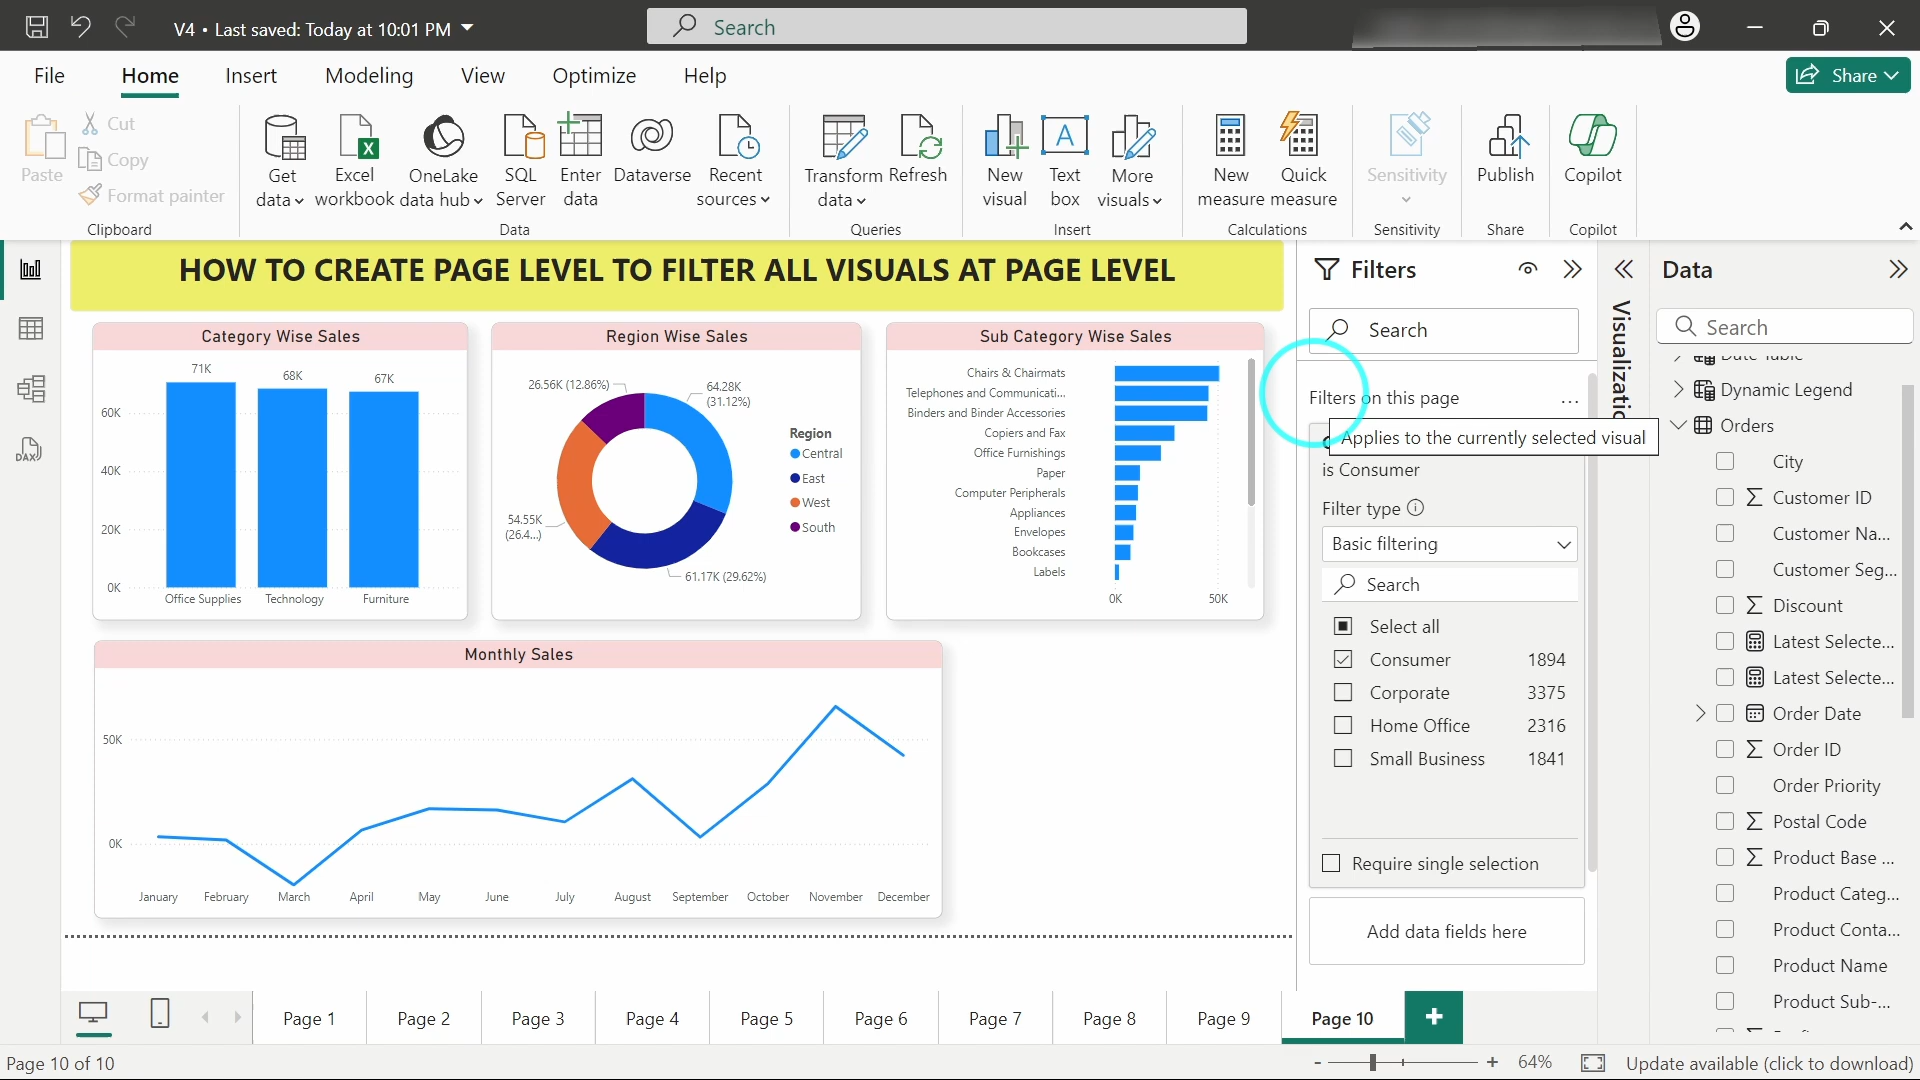 V4 • Last saved: Today at 10:01 PM
Search
File Home Insert Modeling View Optimize Help
Share
Paste
Cut
Copy
Format painter
Clipboard
Get data
Excel workbook
OneLake data hub
SQL Server
Enter data
Dataverse
Recent sources
Data
Transform data
Refresh
Queries
New visual
Text box
More visuals
Insert
New measure
Quick measure
Calculations
Sensitivity
Sensitivity
Publish
Share
Copilot
Copilot
HOW TO CREATE PAGE LEVEL TO FILTER ALL VISUALS AT PAGE LEVEL
Category Wise Sales
71K
68K
67K
60K
40K
20K
0K
Office Supplies Technology Furniture
Region Wise Sales
26.56K (12.86%)
64.28K
(31.12%)
54.55K
(26.4...)
61.17K (29.62%)
Region
Central
East
West
South
Sub Category Wise Sales
Chairs & Chairmats
Telephones and Communicati...
Binders and Binder Accessories
Copiers and Fax
Office Furnishings
Paper
Computer Peripherals
Appliances
Envelopes
Bookcases
Labels
0K 50K
Monthly Sales
50K
0K
January February March April May June July August September October November December
Filters
Search
Filters on this page
...
Applies to the currently selected visual
is Consumer
Filter type
Basic filtering
Search
Select all
Consumer 1894
Corporate 3375
Home Office 2316
Small Business 1841
Require single selection
Add data fields here
Data
Search
Dynamic Legend
Orders
City
Customer ID
Customer Na...
Customer Seg...
Discount
Latest Selecte...
Latest Selecte...
Order Date
Order ID
Order Priority
Postal Code
Product Base ...
Product Categ...
Product Conta...
Product Name
Product Sub-...
Page 1 Page 2 Page 3 Page 4 Page 5 Page 6 Page 7 Page 8 Page 9 Page 10
Page 10 of 10
64%
Update available (click to download)